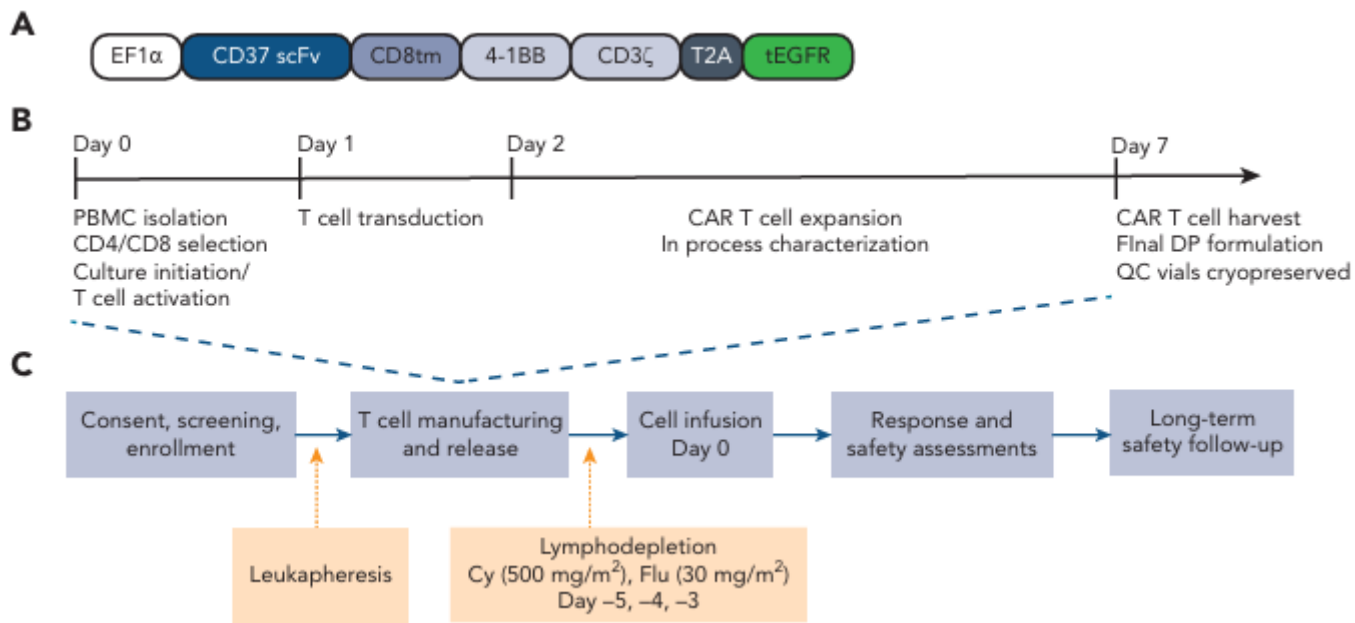 A
EF1α CD37 scFv CD8tm 4-1BB CD3ζ T2A tEGFR
B
Day 0 Day 1 Day 2 Day 7
PBMC isolation
CD4/CD8 selection
Culture initiation/
T cell activation
T cell transduction
CAR T cell expansion
In process characterization
CAR T cell harvest
FInal DP formulation
QC vials cryopreserved
C
Consent, screening,
enrollment
T cell manufacturing
and release
Cell infusion
Day 0
Response and
safety assessments
Long-term
safety follow-up
Leukapheresis
Lymphodepletion
Cy (500 mg/m²), Flu (30 mg/m²)
Day –5, –4, –3